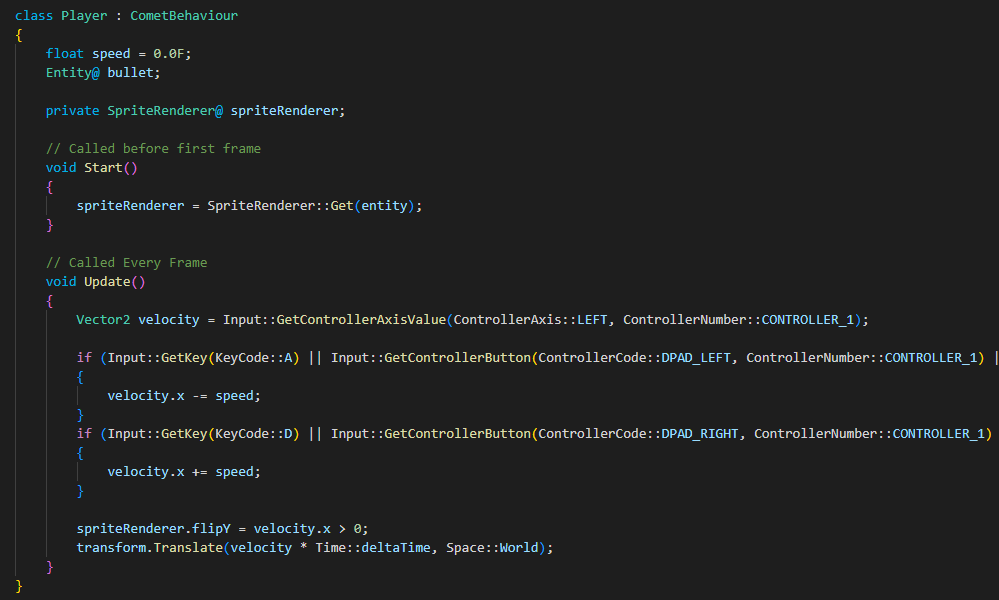 class Player : CometBehaviour
{
    float speed = 0.0F;
    Entity@ bullet;

    private SpriteRenderer@ spriteRenderer;

    // Called before first frame
    void Start()
    {
        spriteRenderer = SpriteRenderer::Get(entity);
    }

    // Called Every Frame
    void Update()
    {
        Vector2 velocity = Input::GetControllerAxisValue(ControllerAxis::LEFT, ControllerNumber::CONTROLLER_1);

        if (Input::GetKey(KeyCode::A) || Input::GetControllerButton(ControllerCode::DPAD_LEFT, ControllerNumber::CONTROLLER_1) |
        {
            velocity.x -= speed;
        }
        if (Input::GetKey(KeyCode::D) || Input::GetControllerButton(ControllerCode::DPAD_RIGHT, ControllerNumber::CONTROLLER_1)
        {
            velocity.x += speed;
        }

        spriteRenderer.flipY = velocity.x > 0;
        transform.Translate(velocity * Time::deltaTime, Space::World);
    }
}